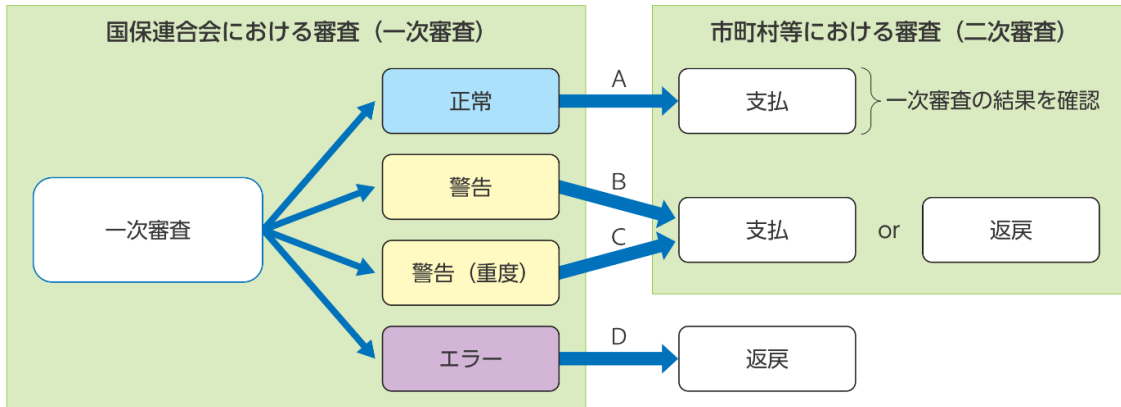 国保連合会における審査（一次審査）
市町村等における審査（二次審査）
正常
A
支払
一次審査の結果を確認
一次審査
警告
B
警告（重度）
C
支払
or
返戻
エラー
D
返戻